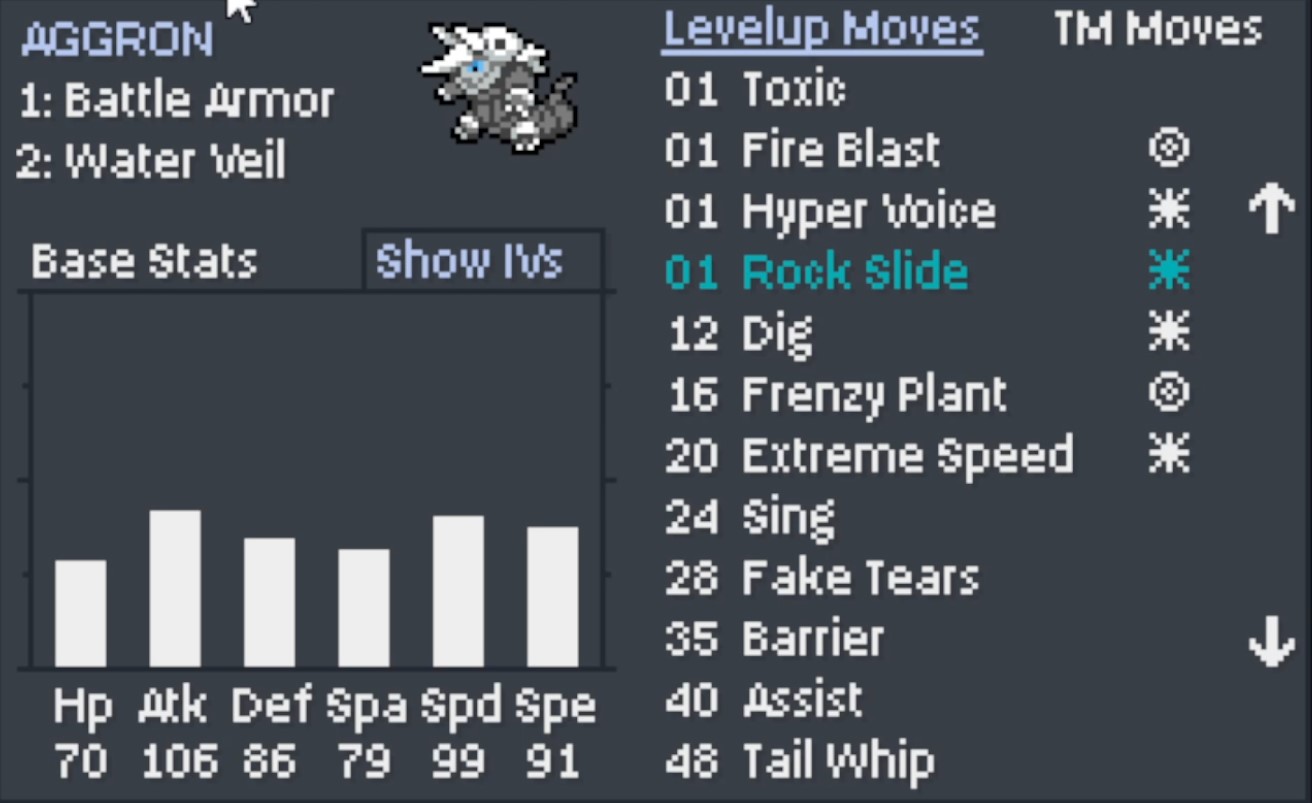 AGGRON
1: Battle Armor
2: Water Veil
Base Stats
Show IVs
Hp Atk Def Spa Spd Spe
70 106 86 79 99 91
Levelup Moves
TM Moves
01 Toxic
01 Fire Blast
01 Hyper Voice
01 Rock Slide
12 Dig
16 Frenzy Plant
20 Extreme Speed
24 Sing
28 Fake Tears
35 Barrier
40 Assist
48 Tail Whip